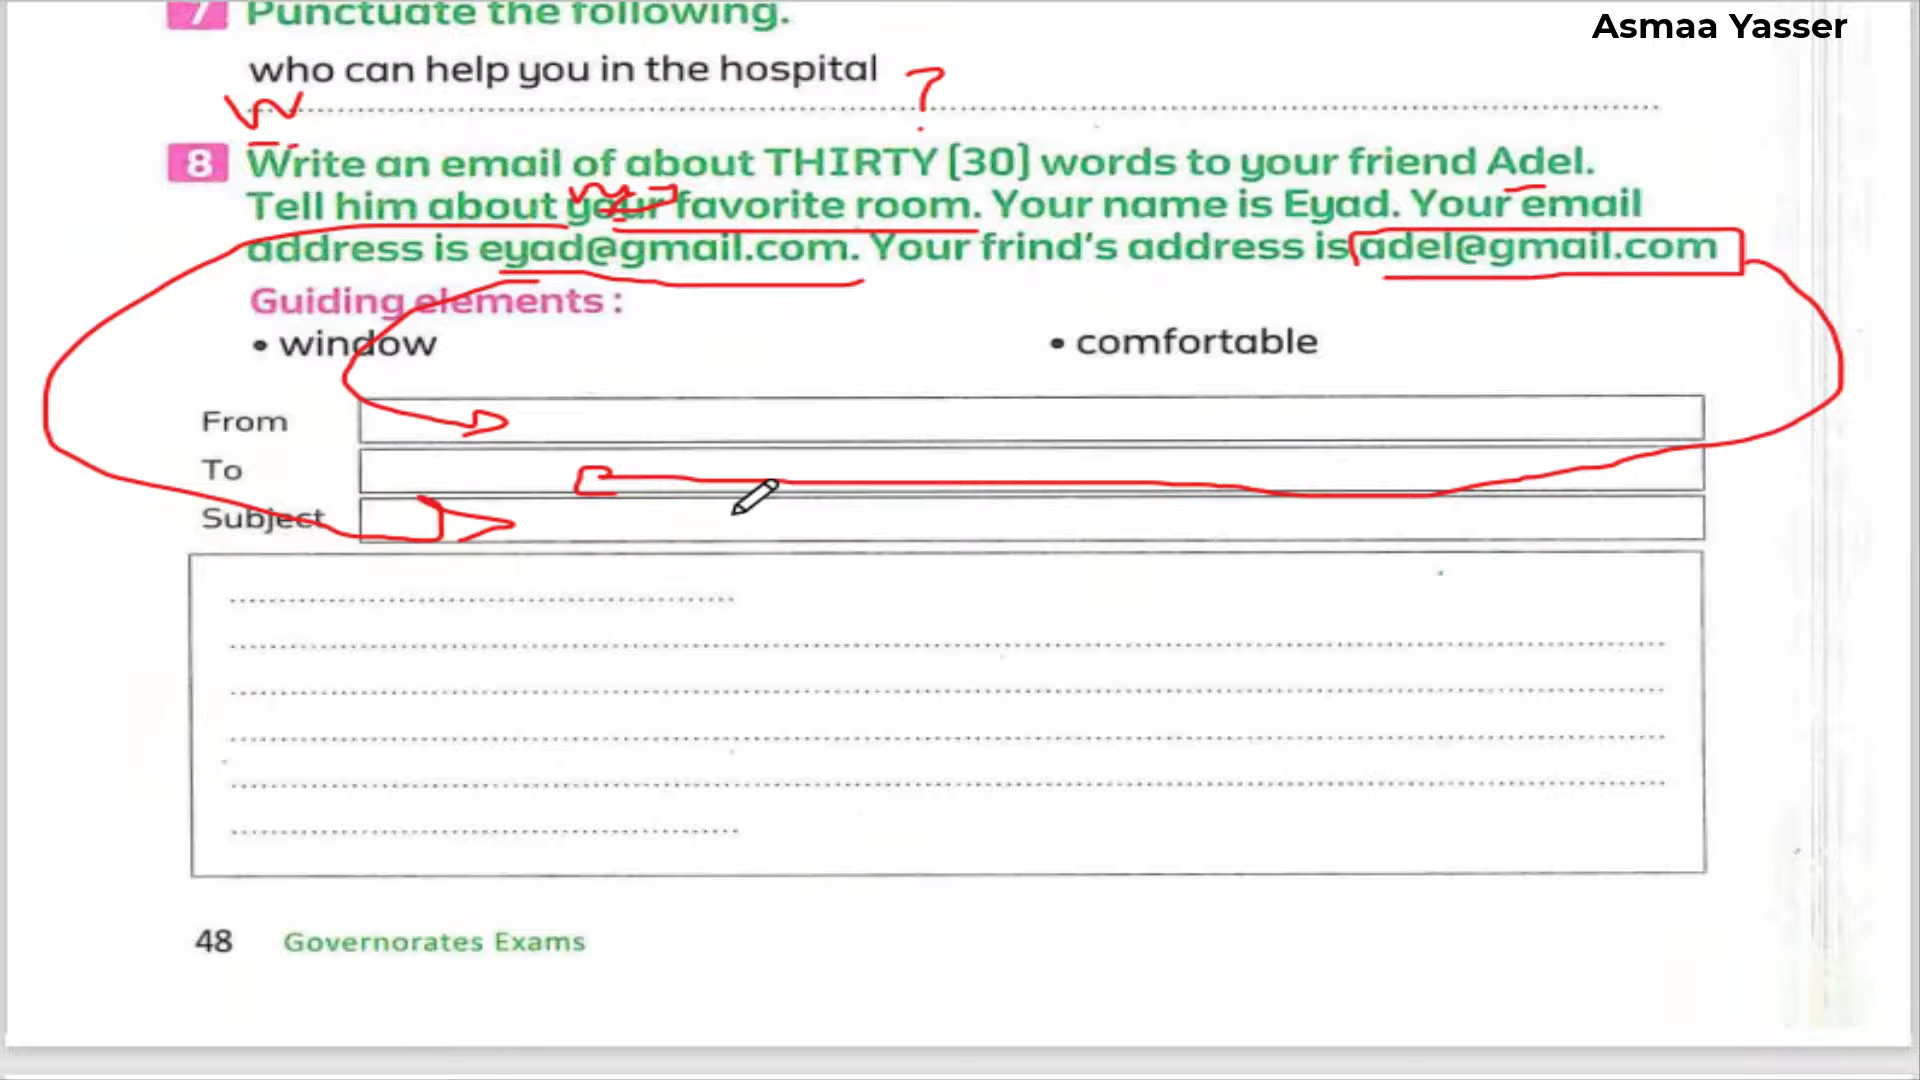 Asmaa Yasser
7 Punctuate the following.
who can help you in the hospital
W ?
8 Write an email of about THIRTY (30) words to your friend Adel.
Tell him about your favorite room. Your name is Eyad. Your email
address is eyad@gmail.com. Your frind's address is adel@gmail.com
Guiding elements :
• window • comfortable
From
To
Subject
48 Governorates Exams